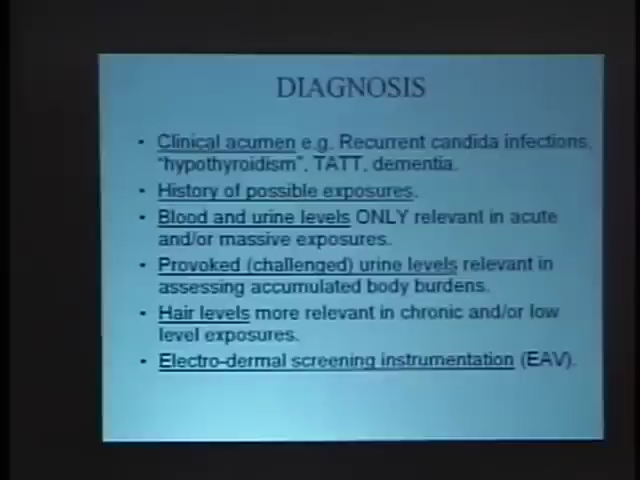 DIAGNOSIS
• Clinical acumen e.g. Recurrent candida infections,
"hypothyroidism", TATT, dementia.
• History of possible exposures.
• Blood and urine levels ONLY relevant in acute
and/or massive exposures.
• Provoked (challenged) urine levels relevant in
assessing accumulated body burdens.
• Hair levels more relevant in chronic and/or low
level exposures.
• Electro-dermal screening instrumentation (EAV).